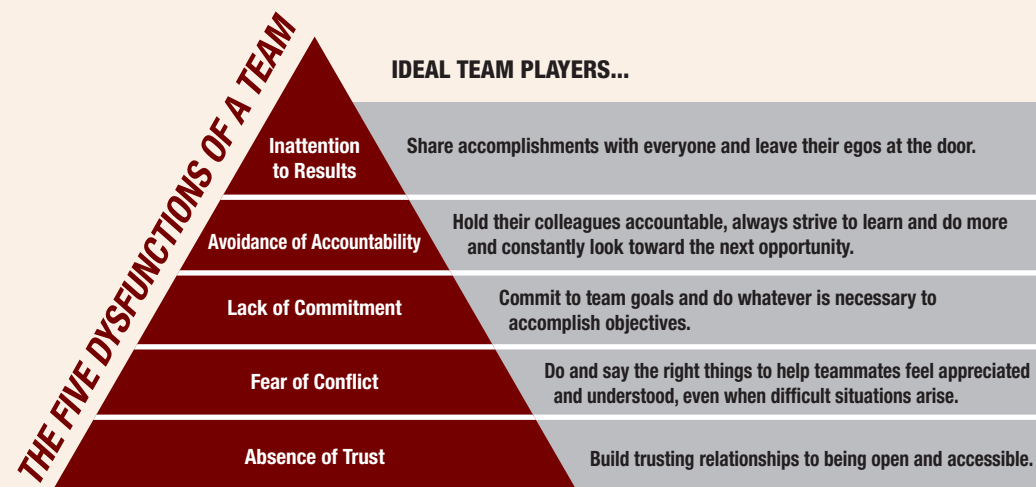 THE FIVE DYSFUNCTIONS OF A TEAM
IDEAL TEAM PLAYERS...
Inattention
to Results
Share accomplishments with everyone and leave their egos at the door.
Avoidance of Accountability
Hold their colleagues accountable, always strive to learn and do more
and constantly look toward the next opportunity.
Lack of Commitment
Commit to team goals and do whatever is necessary to
accomplish objectives.
Fear of Conflict
Do and say the right things to help teammates feel appreciated
and understood, even when difficult situations arise.
Absence of Trust
Build trusting relationships to being open and accessible.